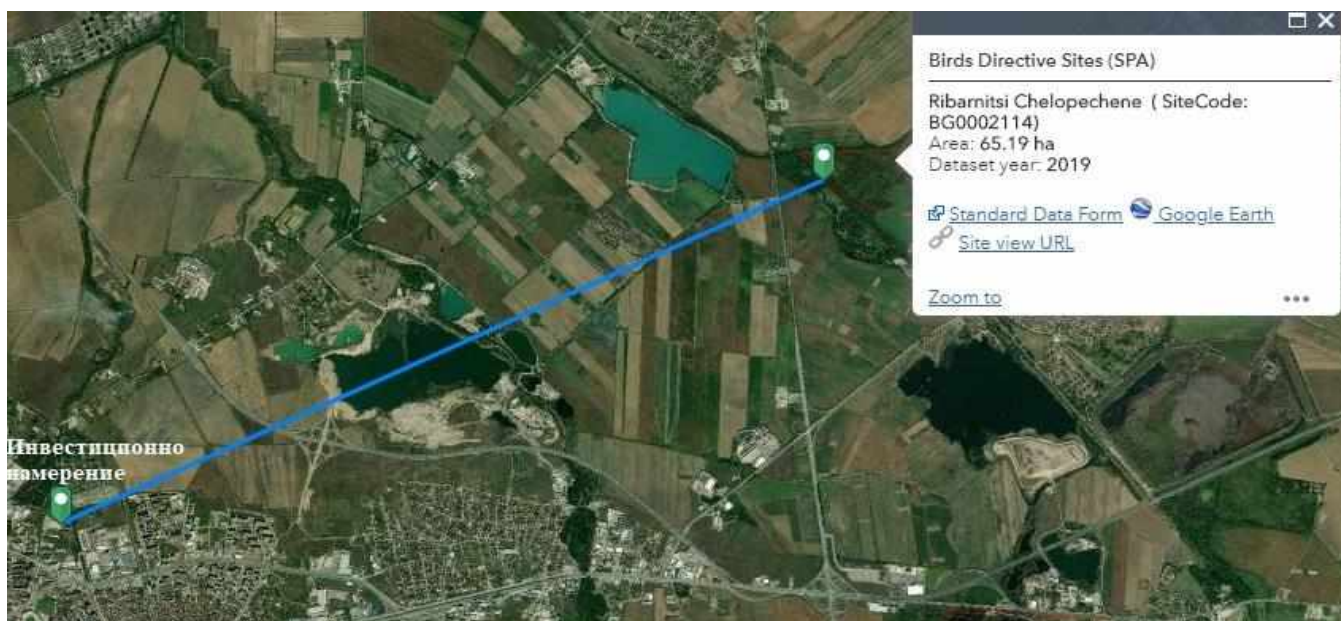 Birds Directive Sites (SPA)
Ribarnitsi Chelopechene ( SiteCode:
BG0002114)
Area: 65.19 ha
Dataset year: 2019
Standard Data Form Google Earth
Site view URL
Zoom to
Инвестиционно
намерение